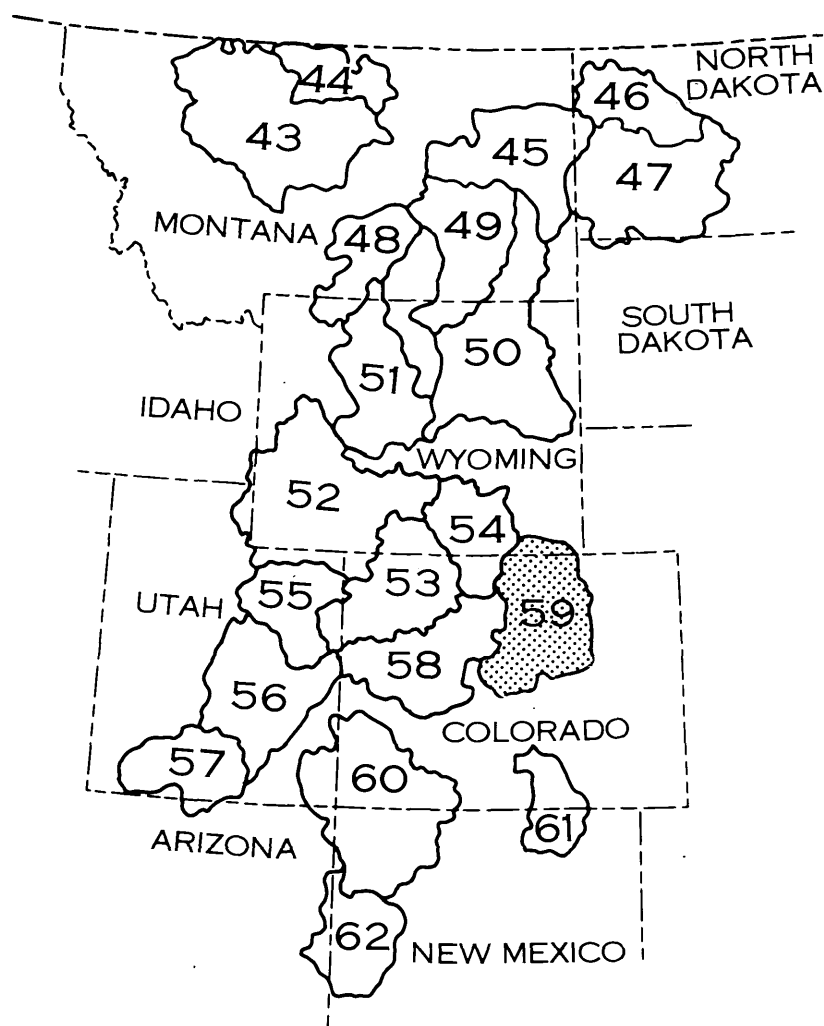 NORTH
DAKOTA
44
46
43
45
47
MONTANA
48
49
SOUTH
DAKOTA
50
51
IDAHO
WYOMING
52
54
53
55
59
UTAH
58
56
COLORADO
57
60
61
ARIZONA
62
NEW MEXICO